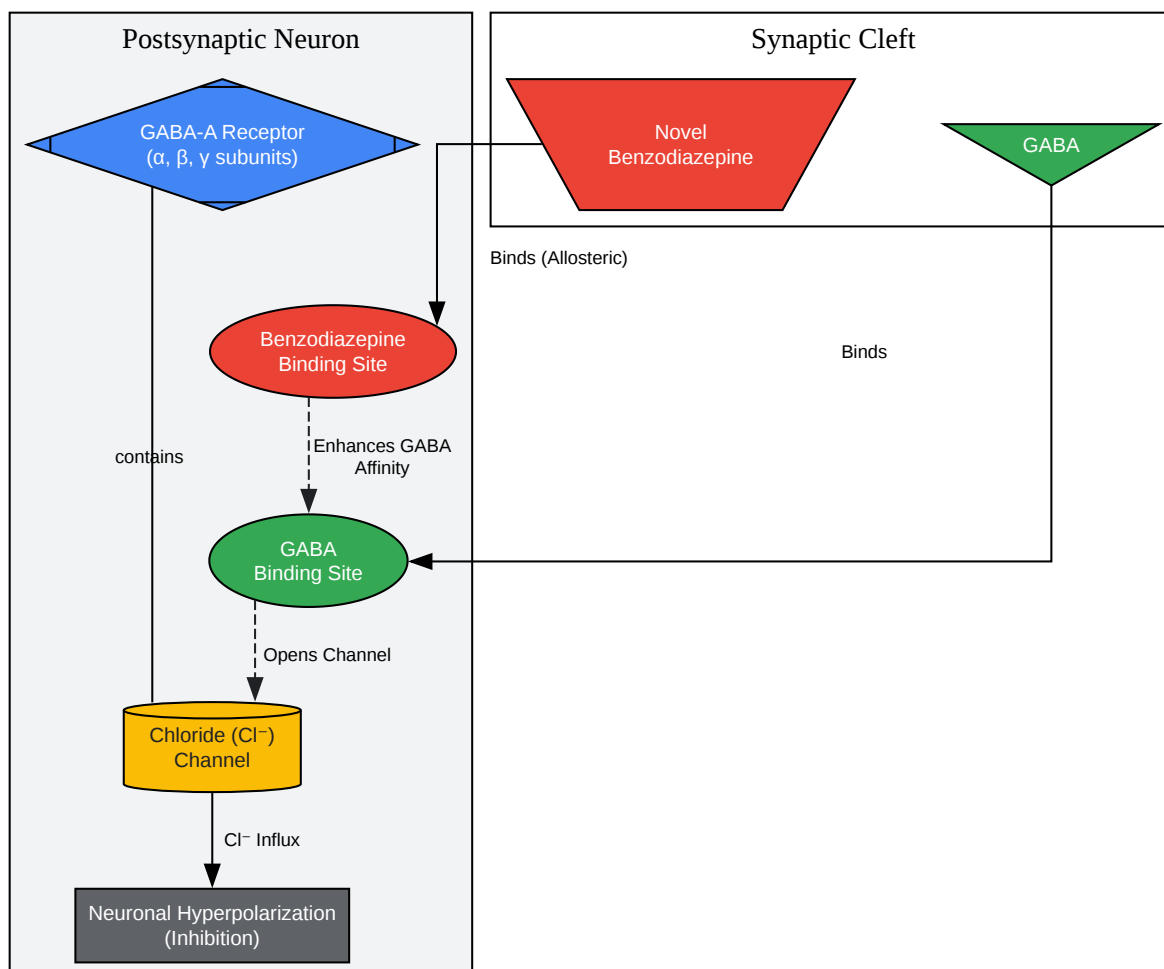 Postsynaptic Neuron
Synaptic Cleft
GABA-A Receptor
(α, β, γ subunits)
Novel
Benzodiazepine
GABA
Binds (Allosteric)
Benzodiazepine
Binding Site
Binds
Enhances GABA
Affinity
contains
GABA
Binding Site
Opens Channel
Chloride (Cl⁻)
Channel
Cl⁻ Influx
Neuronal Hyperpolarization
(Inhibition)